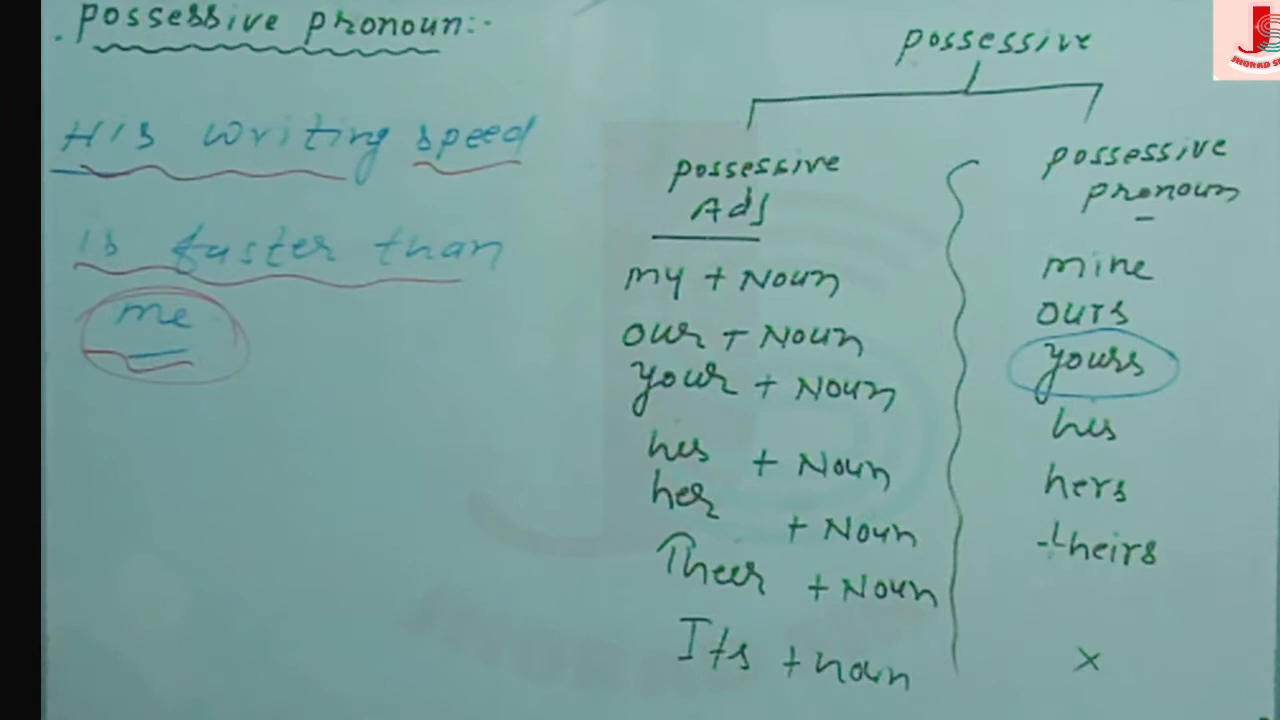 . Possessive pronoun:-
His writing speed
is faster than
me
possessive
possessive
Adj
my + Noun
our + Noun
your + Noun
his + Noun
her + Noun
Their + Noun
Its + noun
possessive
pronoun
mine
ours
yours
his
hers
theirs
x